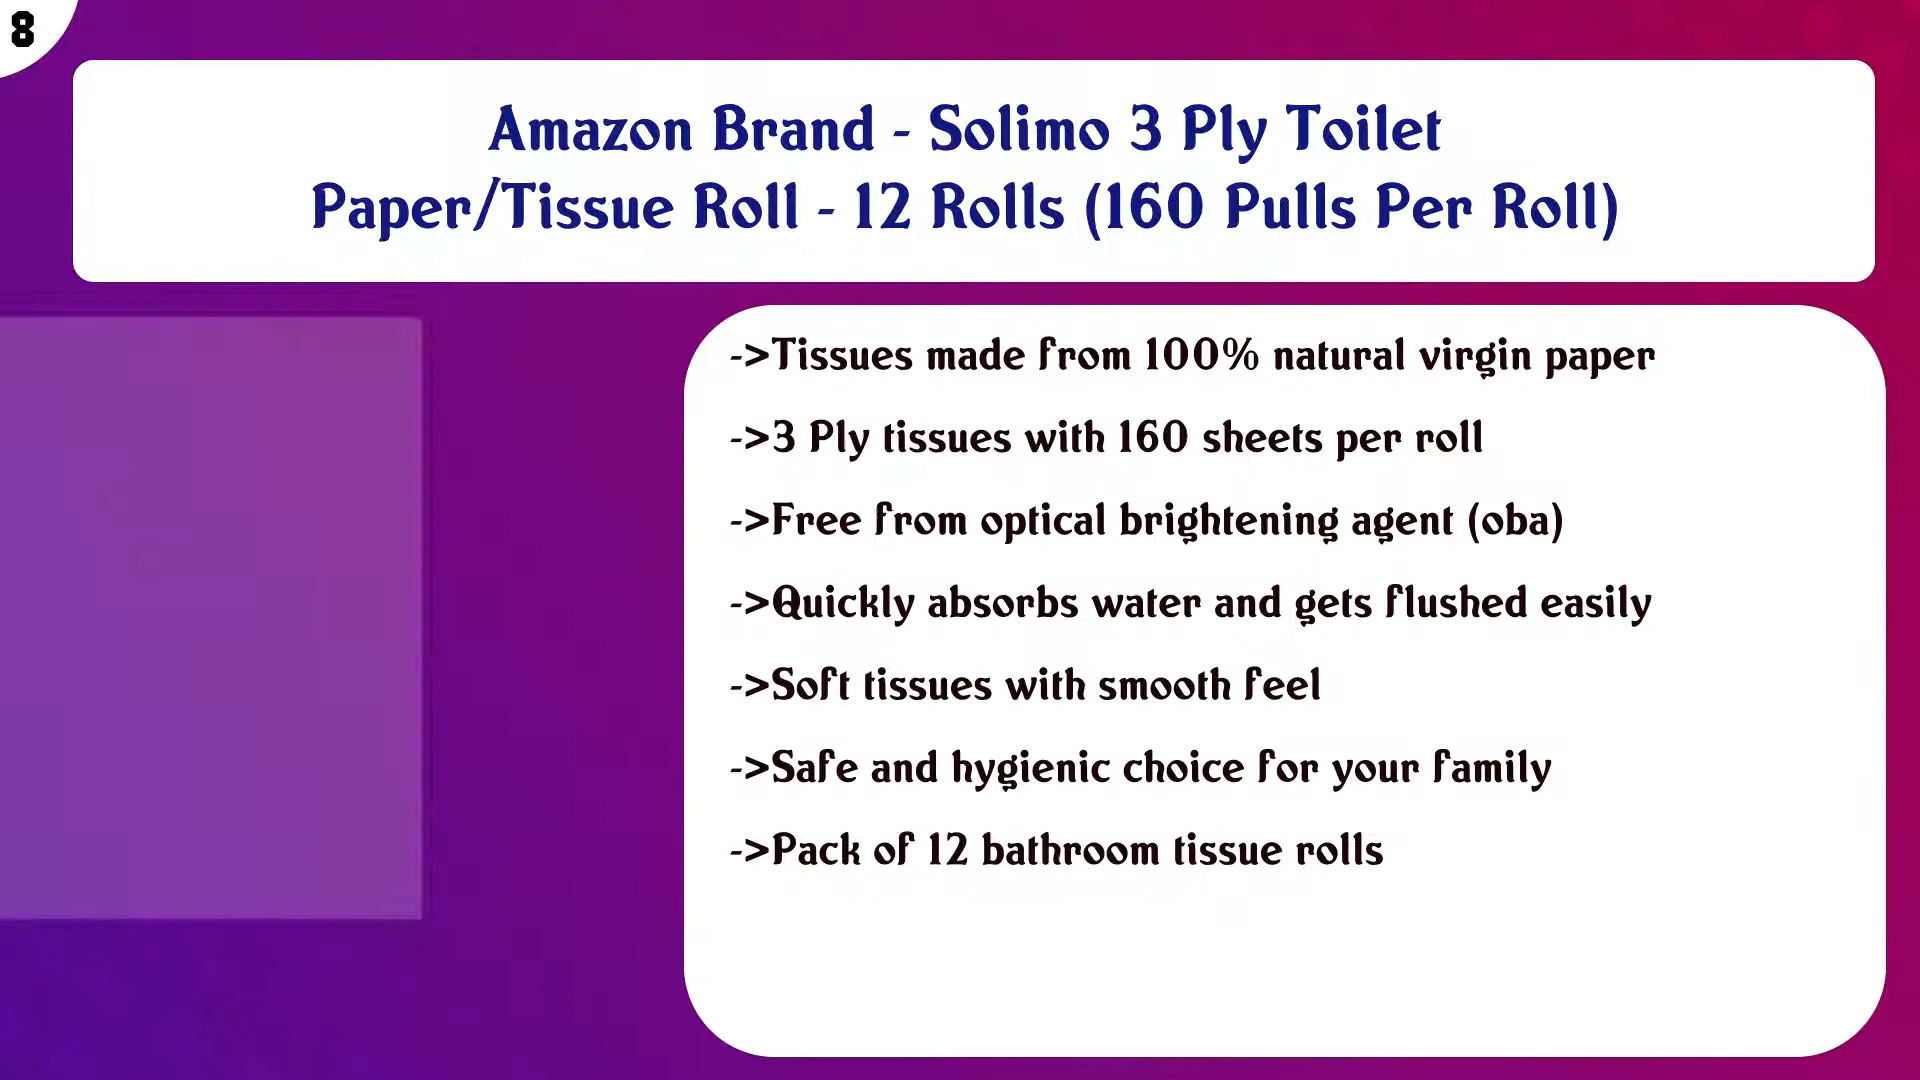 8
Amazon Brand - Solimo 3 Ply Toilet
Paper/Tissue Roll - 12 Rolls (160 Pulls Per Roll)
->Tissues made from 100% natural virgin paper
->3 Ply tissues with 160 sheets per roll
->Free from optical brightening agent (oba)
->Quickly absorbs water and gets flushed easily
->Soft tissues with smooth feel
->Safe and hygienic choice for your family
->Pack of 12 bathroom tissue rolls